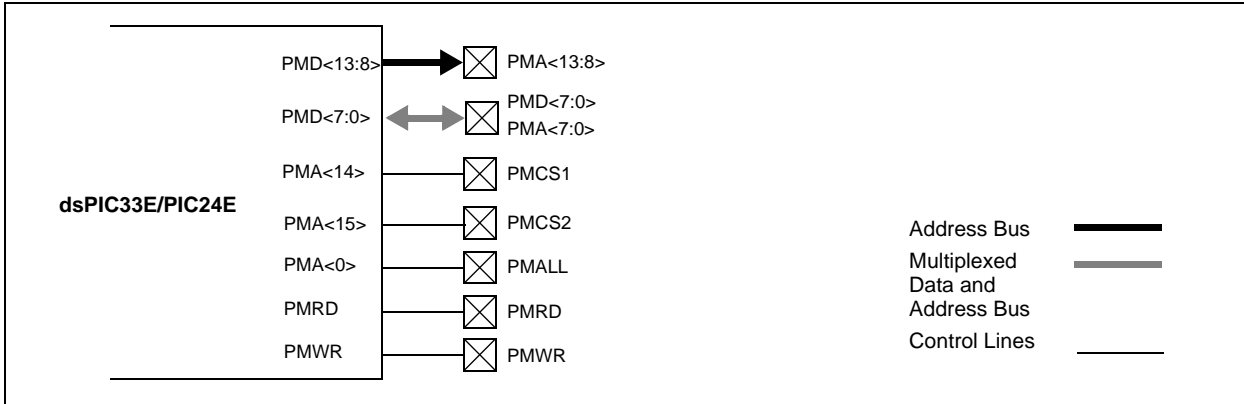 PMD<13:8> PMA<13:8>
PMD<7:0> PMD<7:0>
PMA<7:0>
PMA<14> PMCS1
dsPIC33E/PIC24E
PMA<15> PMCS2
PMA<0> PMALL
PMRD PMRD
PMWR PMWR
Address Bus
Multiplexed
Data and
Address Bus
Control Lines